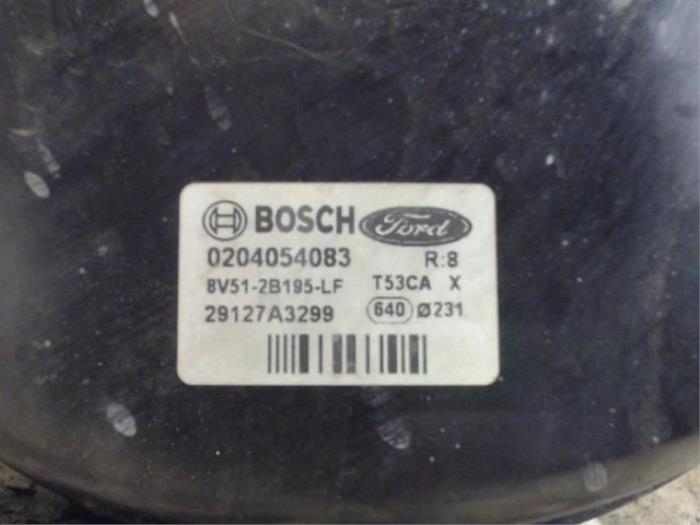 BOSCH Ford
0204054083 R:8
8V51-2B195-LF T53CA X
29127A3299 640 Ø231